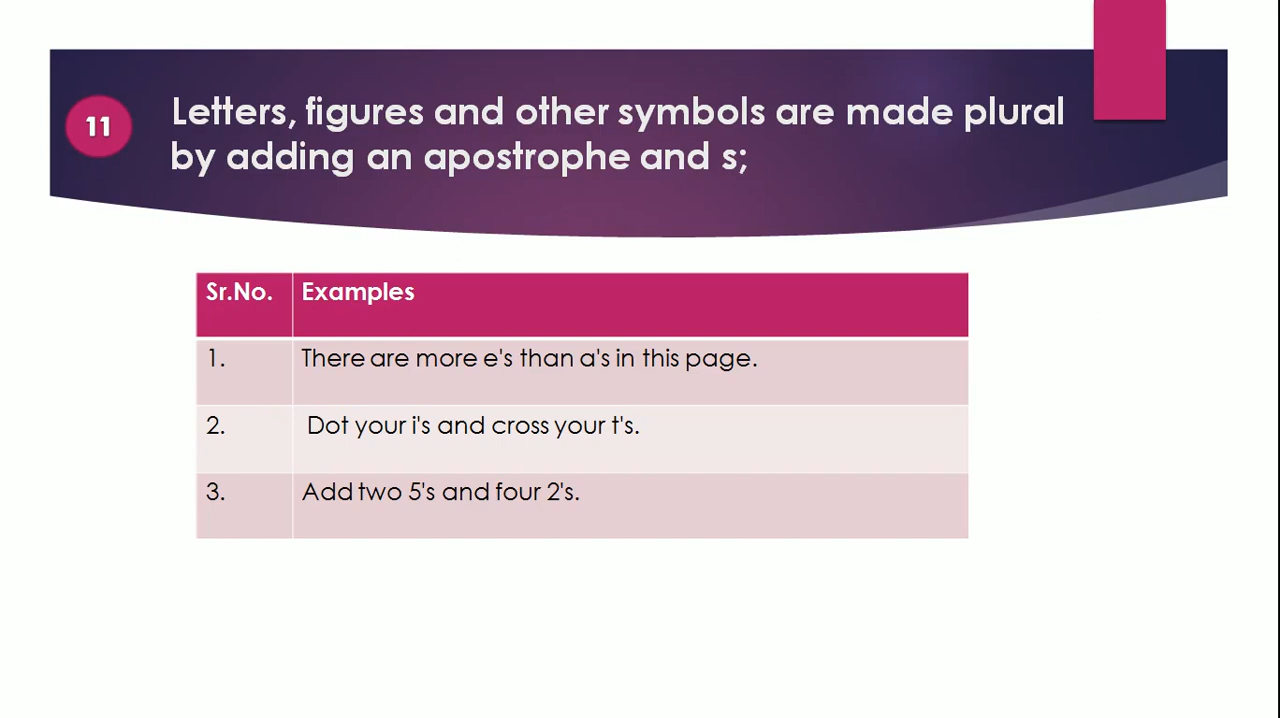 11
Letters, figures and other symbols are made plural
by adding an apostrophe and s;
Sr.No. Examples
1. There are more e's than a's in this page.
2. Dot your i's and cross your t's.
3. Add two 5's and four 2's.